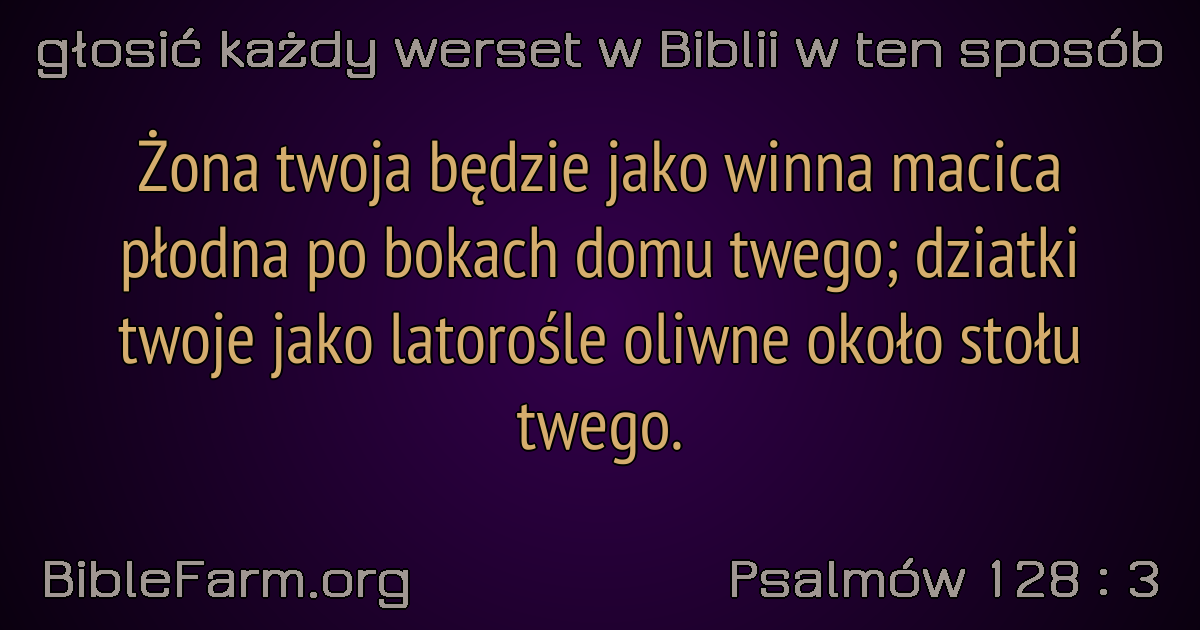 głosić każdy werset w Biblii w ten sposób
Żona twoja będzie jako winna macica
płodna po bokach domu twego; dziatki
twoje jako latorośle oliwne około stołu
twego.
BibleFarm.org
Psalmów 128 : 3